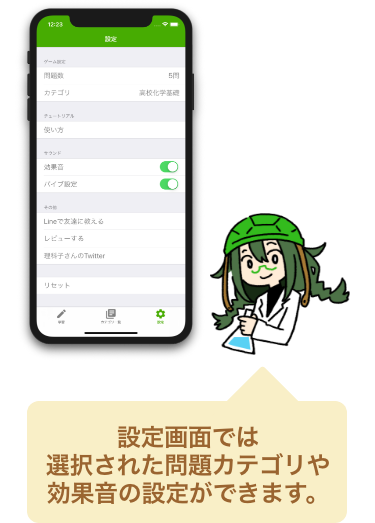 12:23
設定
ゲーム設定
問題数 5問
カテゴリ 高校化学基礎
チュートリアル
使い方
サウンド
効果音
バイブ設定
その他
Lineで友達に教える
レビューする
理科子さんのTwitter
リセット
学習 カテゴリ一覧 設定
設定画面では
選択された問題カテゴリや
効果音の設定ができます。